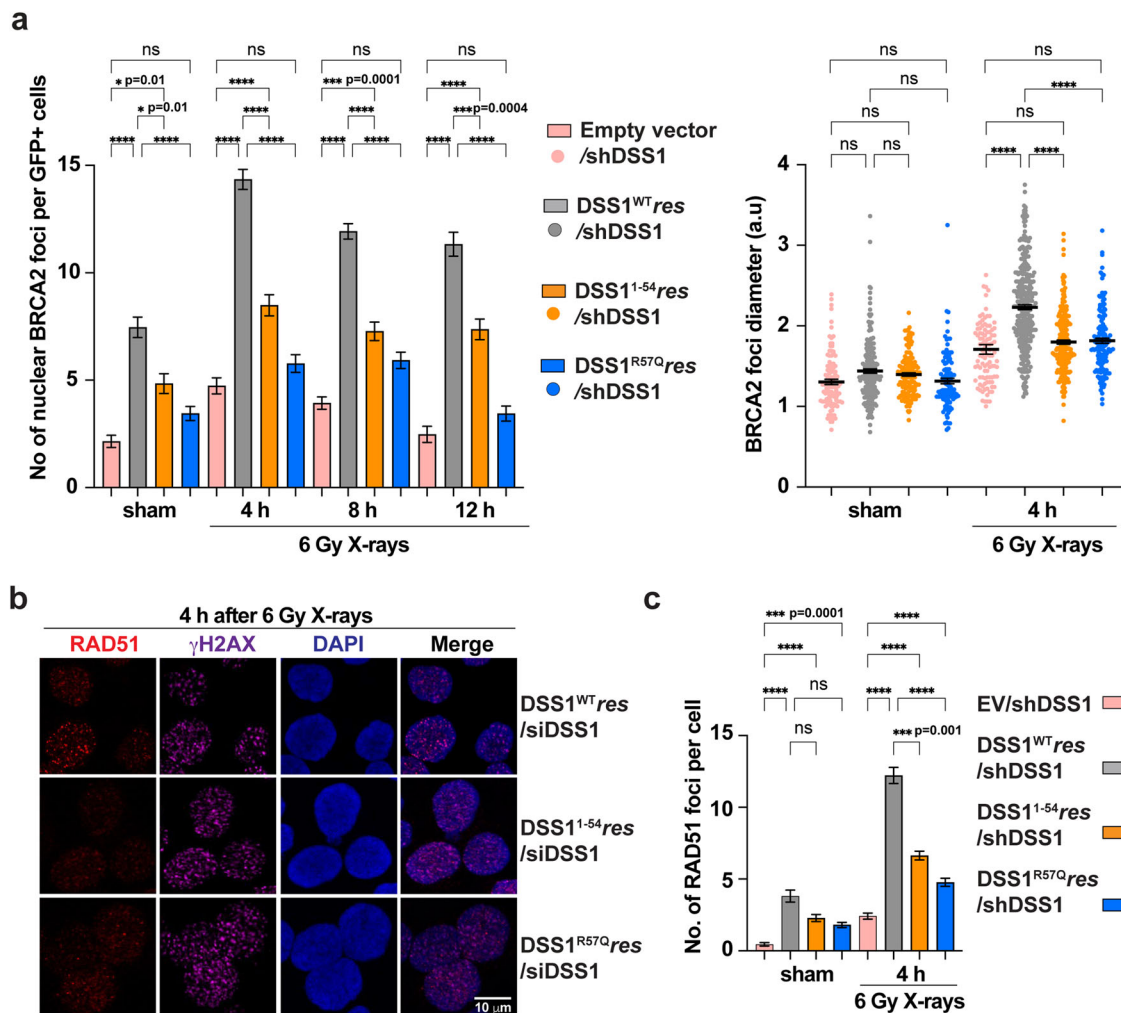 a
ns ns ns ns
* p=0.01 **** *** p=0.0001 ****
* p=0.01 **** **** *** p=0.0004
**** **** **** **** **** **** **** ****
No of nuclear BRCA2 foci per GFP+ cells
15
10
5
0
sham 4 h 8 h 12 h
6 Gy X-rays
Empty vector
/shDSS1
DSS1WTres
/shDSS1
DSS11-54res
/shDSS1
DSS1R57Qres
/shDSS1
ns ns
ns ****
ns ns
ns ns **** ****
BRCA2 foci diameter (a.u)
4
3
2
1
0
sham 4 h
6 Gy X-rays
b
4 h after 6 Gy X-rays
RAD51 γH2AX DAPI Merge
DSS1WTres
/siDSS1
DSS11-54res
/siDSS1
DSS1R57Qres
/siDSS1
10 μm
c
*** p=0.0001 ****
**** ****
**** ns **** ****
ns *** p=0.001
No. of RAD51 foci per cell
15
10
5
0
sham 4 h
6 Gy X-rays
EV/shDSS1
DSS1WTres
/shDSS1
DSS11-54res
/shDSS1
DSS1R57Qres
/shDSS1